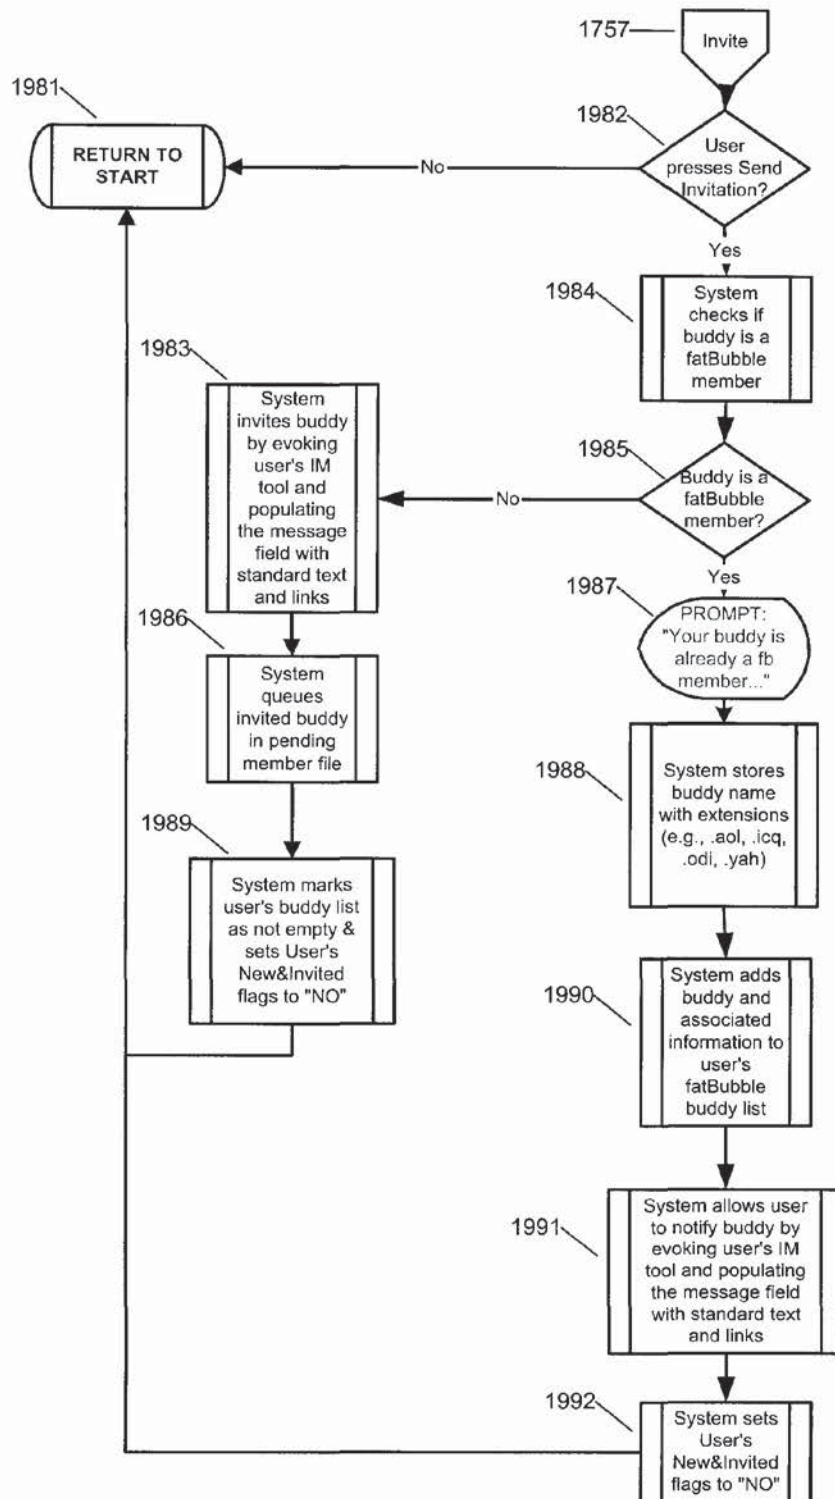 1757
Invite
1981
1982
RETURN TO
START
No
User
presses Send
Invitation?
Yes
1984
System
checks if
buddy is a
fatBubble
member
1983
System
invites buddy
by evoking
user's IM
tool and
populating
the message
field with
standard text
and links
1985
No
Buddy is a
fatBubble
member?
Yes
1987
PROMPT:
"Your buddy is
already a fb
member..."
1986
System
queues
invited buddy
in pending
member file
1988
System stores
buddy name
with extensions
(e.g., .aol, .icq,
.odi, .yah)
1989
System marks
user's buddy list
as not empty &
sets User's
New&Invited
flags to "NO"
1990
System adds
buddy and
associated
information to
user's
fatBubble
buddy list
1991
System allows user
to notify buddy by
evoking user's IM
tool and populating
the message field
with standard text
and links
1992
System sets
User's
New&Invited
flags to "NO"